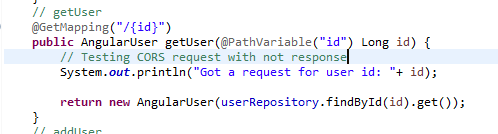 // getUser
@GetMapping("/{id}")
public AngularUser getUser(@PathVariable("id") Long id) {
// Testing CORS request with not response
System.out.println("Got a request for user id: "+ id);
return new AngularUser(userRepository.findById(id).get());
}
// addUser